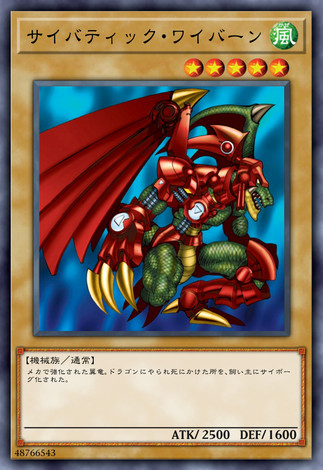 サイバティック・ワイバーン
風
【機械族／通常】
メカで強化された翼竜。ドラゴンにやられ死にかけた所を、飼い主にサイボー
グ化された。
ATK/ 2500 DEF/1600
48766543